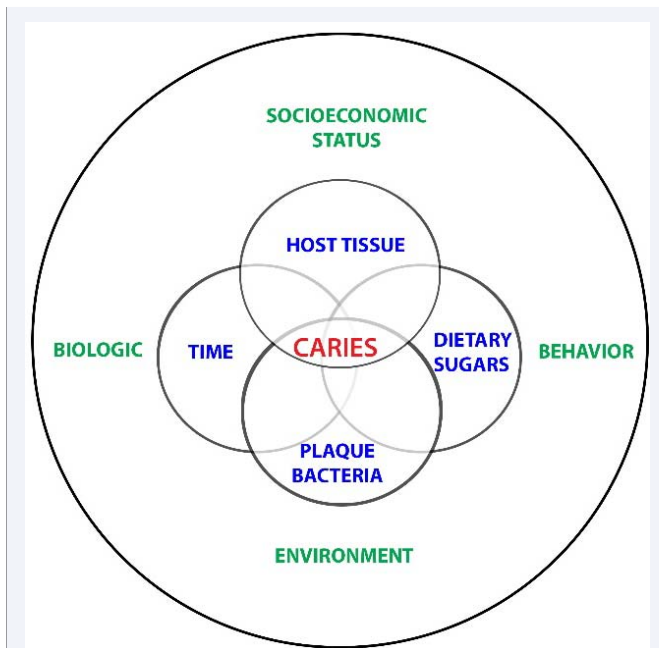 SOCIOECONOMIC
STATUS
HOST TISSUE
BIOLOGIC
TIME
CARIES
DIETARY
SUGARS
BEHAVIOR
PLAQUE
BACTERIA
ENVIRONMENT